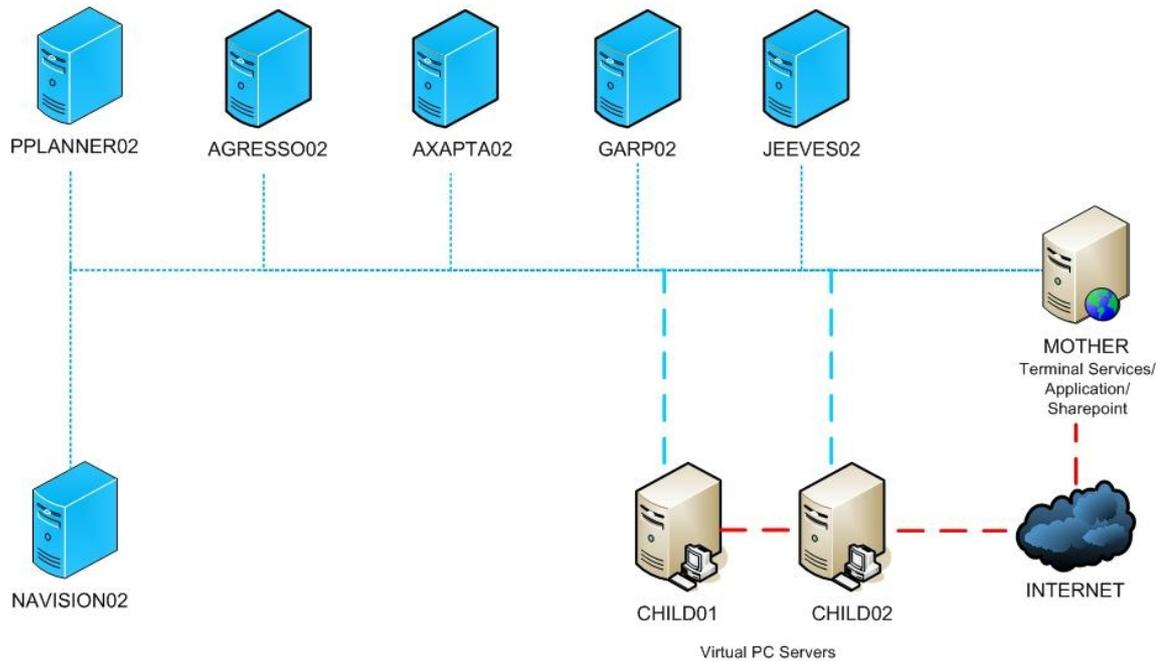 PPLANNER02
AGRESSO02
AXAPTA02
GARP02
JEEVES02
MOTHER
Terminal Services/
Application/
Sharepoint
NAVISION02
CHILD01
CHILD02
INTERNET
Virtual PC Servers